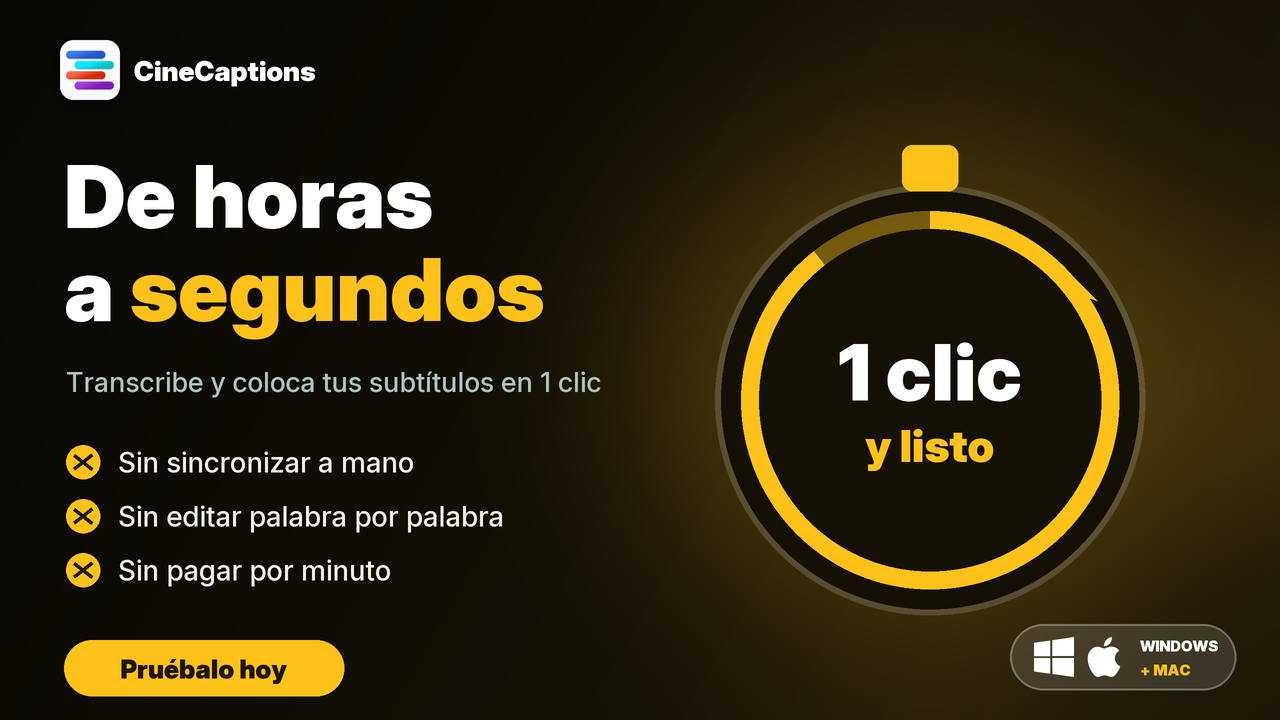 CineCaptions
De horas
a segundos
Transcribe y coloca tus subtítulos en 1 clic
Sin sincronizar a mano
Sin editar palabra por palabra
Sin pagar por minuto
Pruébalo hoy
1 clic
y listo
WINDOWS
+ MAC